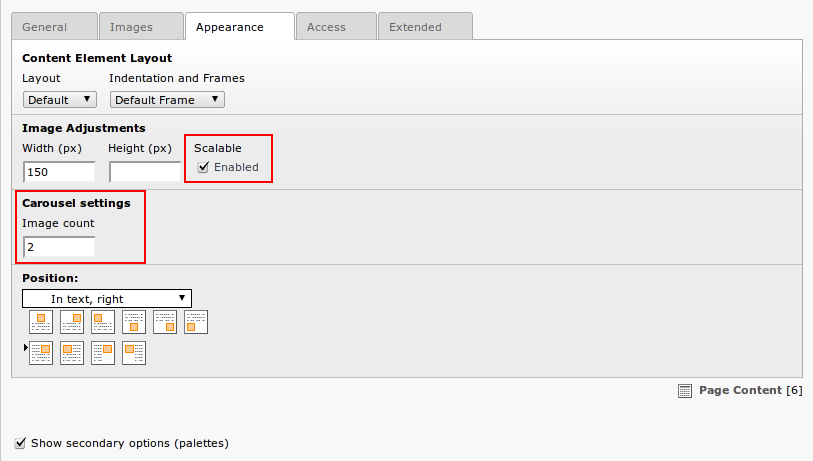 General Images Appearance Access Extended
Content Element Layout
Layout Indentation and Frames
Default Default Frame
Image Adjustments
Width (px) Height (px) Scalable
150 Enabled
Carousel settings
Image count
2
Position:
In text, right
Page Content [6]
Show secondary options (palettes)